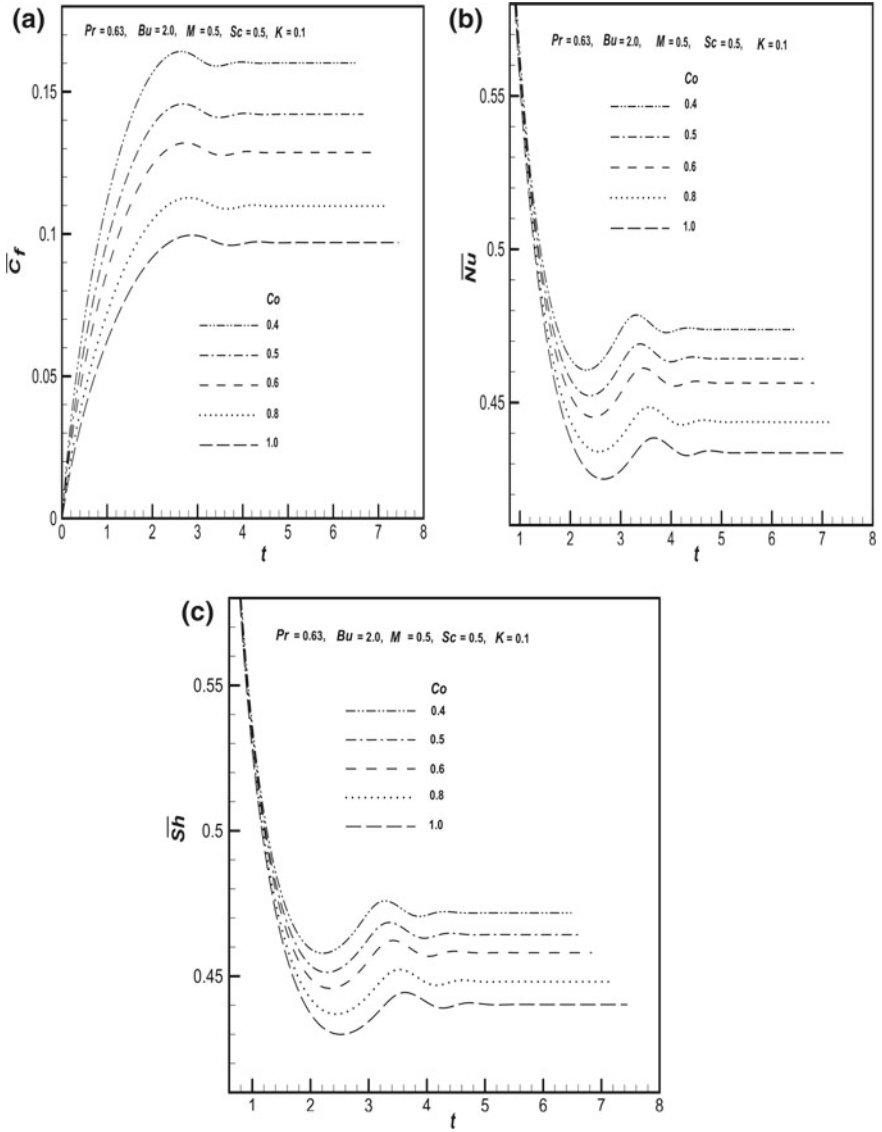 (a)
Pr = 0.63, Bu = 2.0, M = 0.5, Sc = 0.5, K = 0.1
0.15
0.1
0.05
0
Cf
Co
0.4
0.5
0.6
0.8
1.0
0 1 2 3 4 5 6 7 8
t
(b)
Pr = 0.63, Bu = 2.0, M = 0.5, Sc = 0.5, K = 0.1
0.55
0.5
0.45
Nu
Co
0.4
0.5
0.6
0.8
1.0
1 2 3 4 5 6 7 8
t
(c)
Pr = 0.63, Bu = 2.0, M = 0.5, Sc = 0.5, K = 0.1
0.55
0.5
0.45
Sh
Co
0.4
0.5
0.6
0.8
1.0
1 2 3 4 5 6 7 8
t